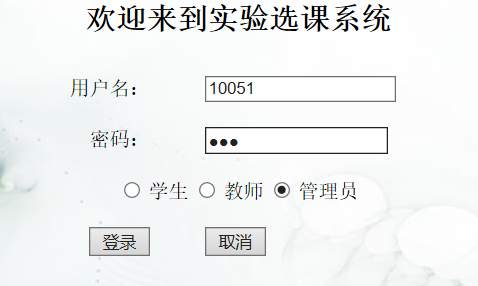 欢迎来到实验选课系统
用户名： 10051
密码： ●●●
学生 教师 管理员
登录 取消